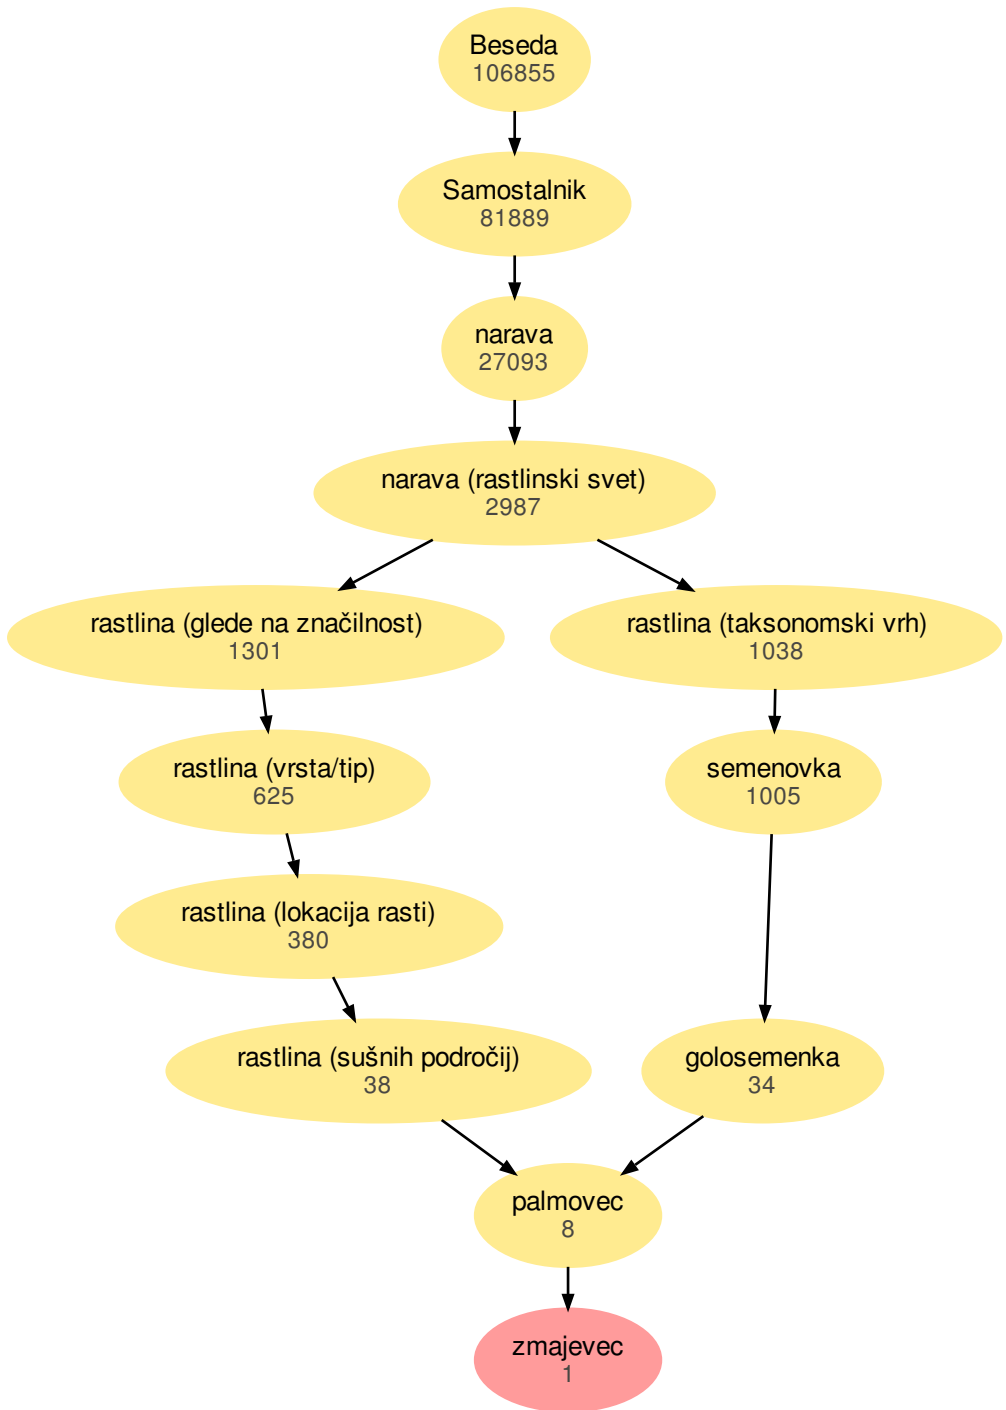 Beseda
106855
Samostalnik
81889
narava
27093
narava (rastlinski svet)
2987
rastlina (glede na značilnost)
1301
rastlina (taksonomski vrh)
1038
rastlina (vrsta/tip)
625
semenovka
1005
rastlina (lokacija rasti)
380
rastlina (sušnih področij)
38
golosemenka
34
palmovec
8
zmajevec
1